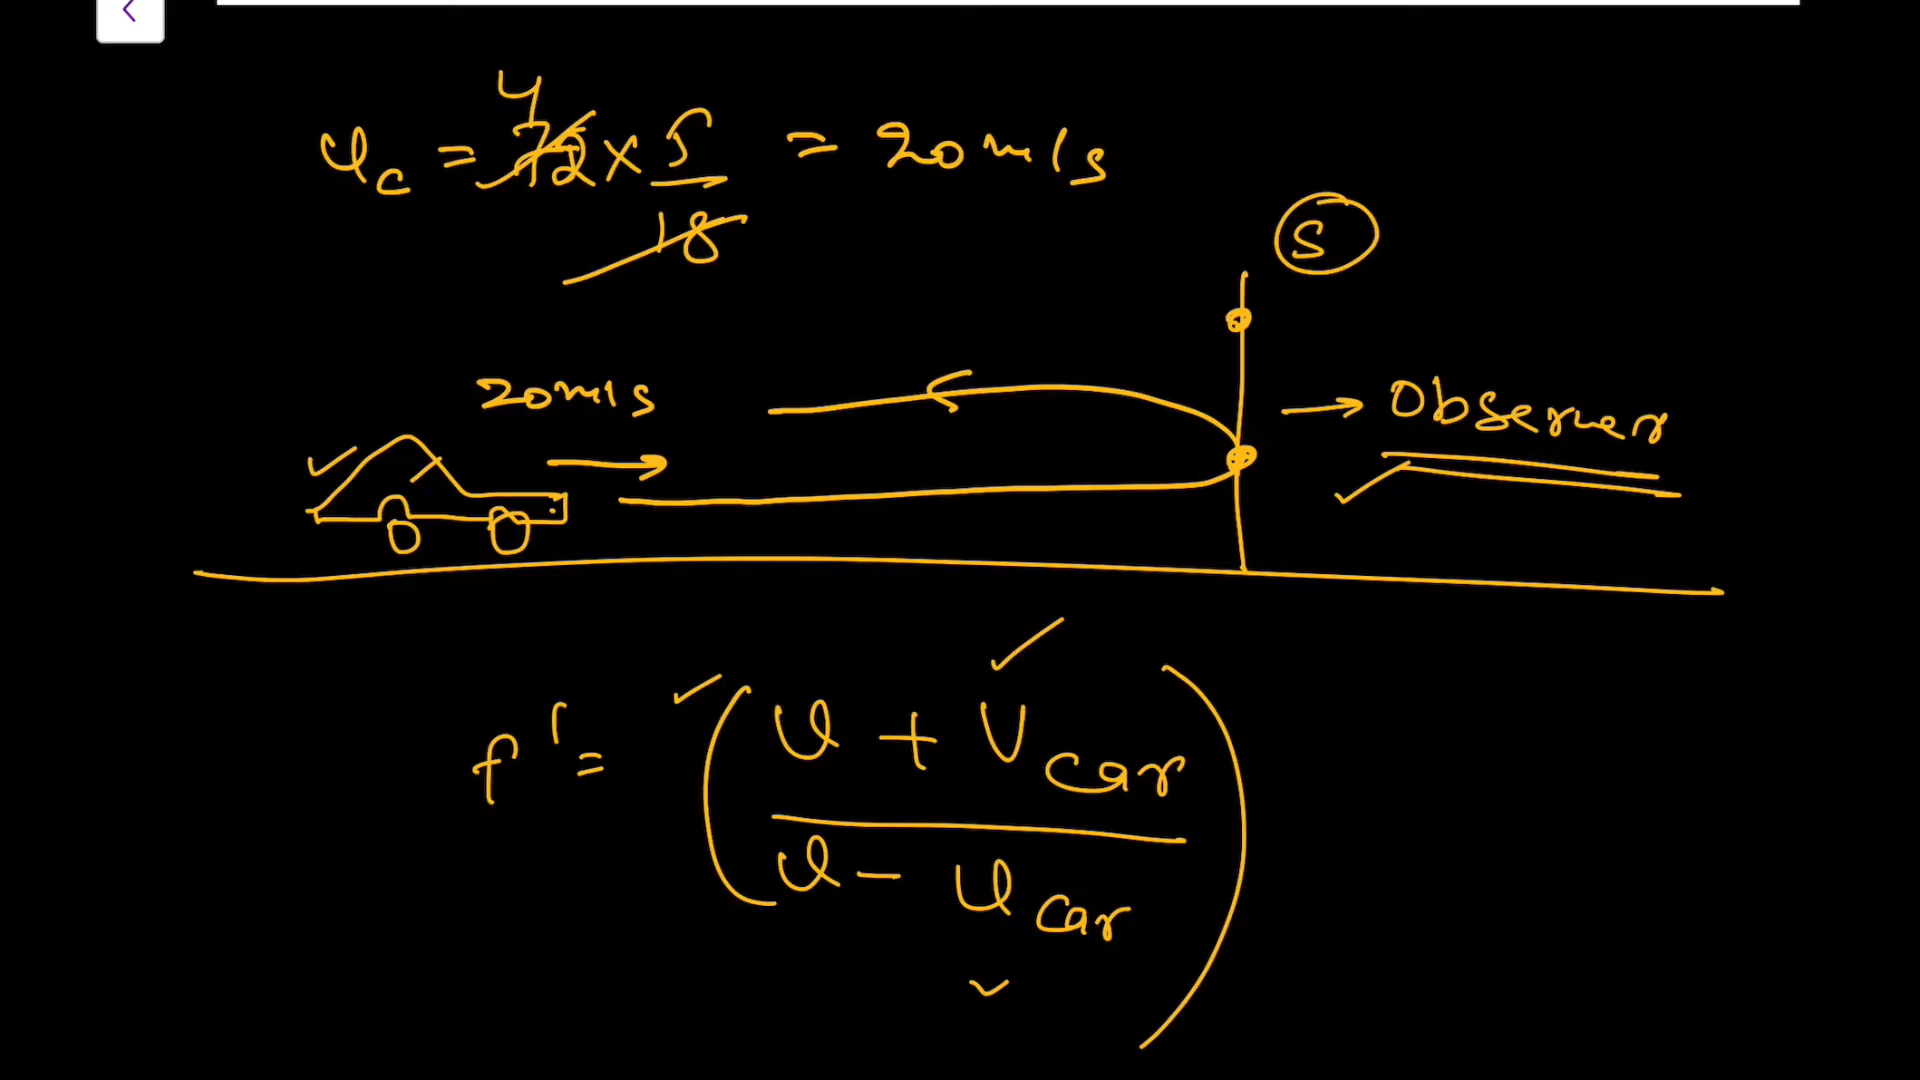 v_c = 72 4 × 5/18 = 20 m/s
S
20 m/s
→ Observer
f' = ( v + v_car / v - v_car )